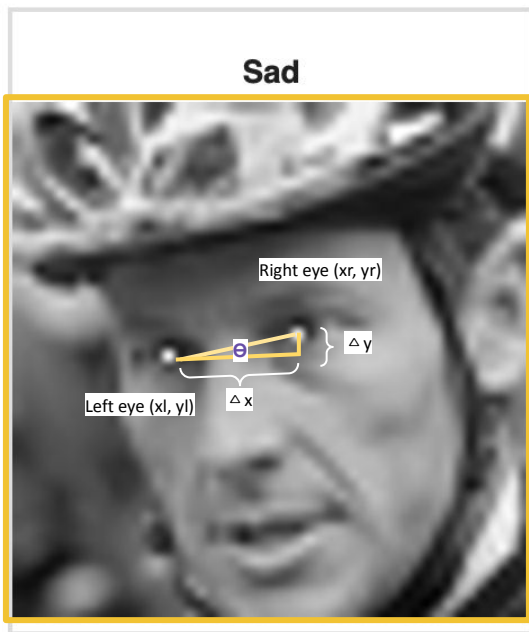 Sad
Right eye (xr, yr)
θ
△ y
Left eye (xl, yl)
△ x